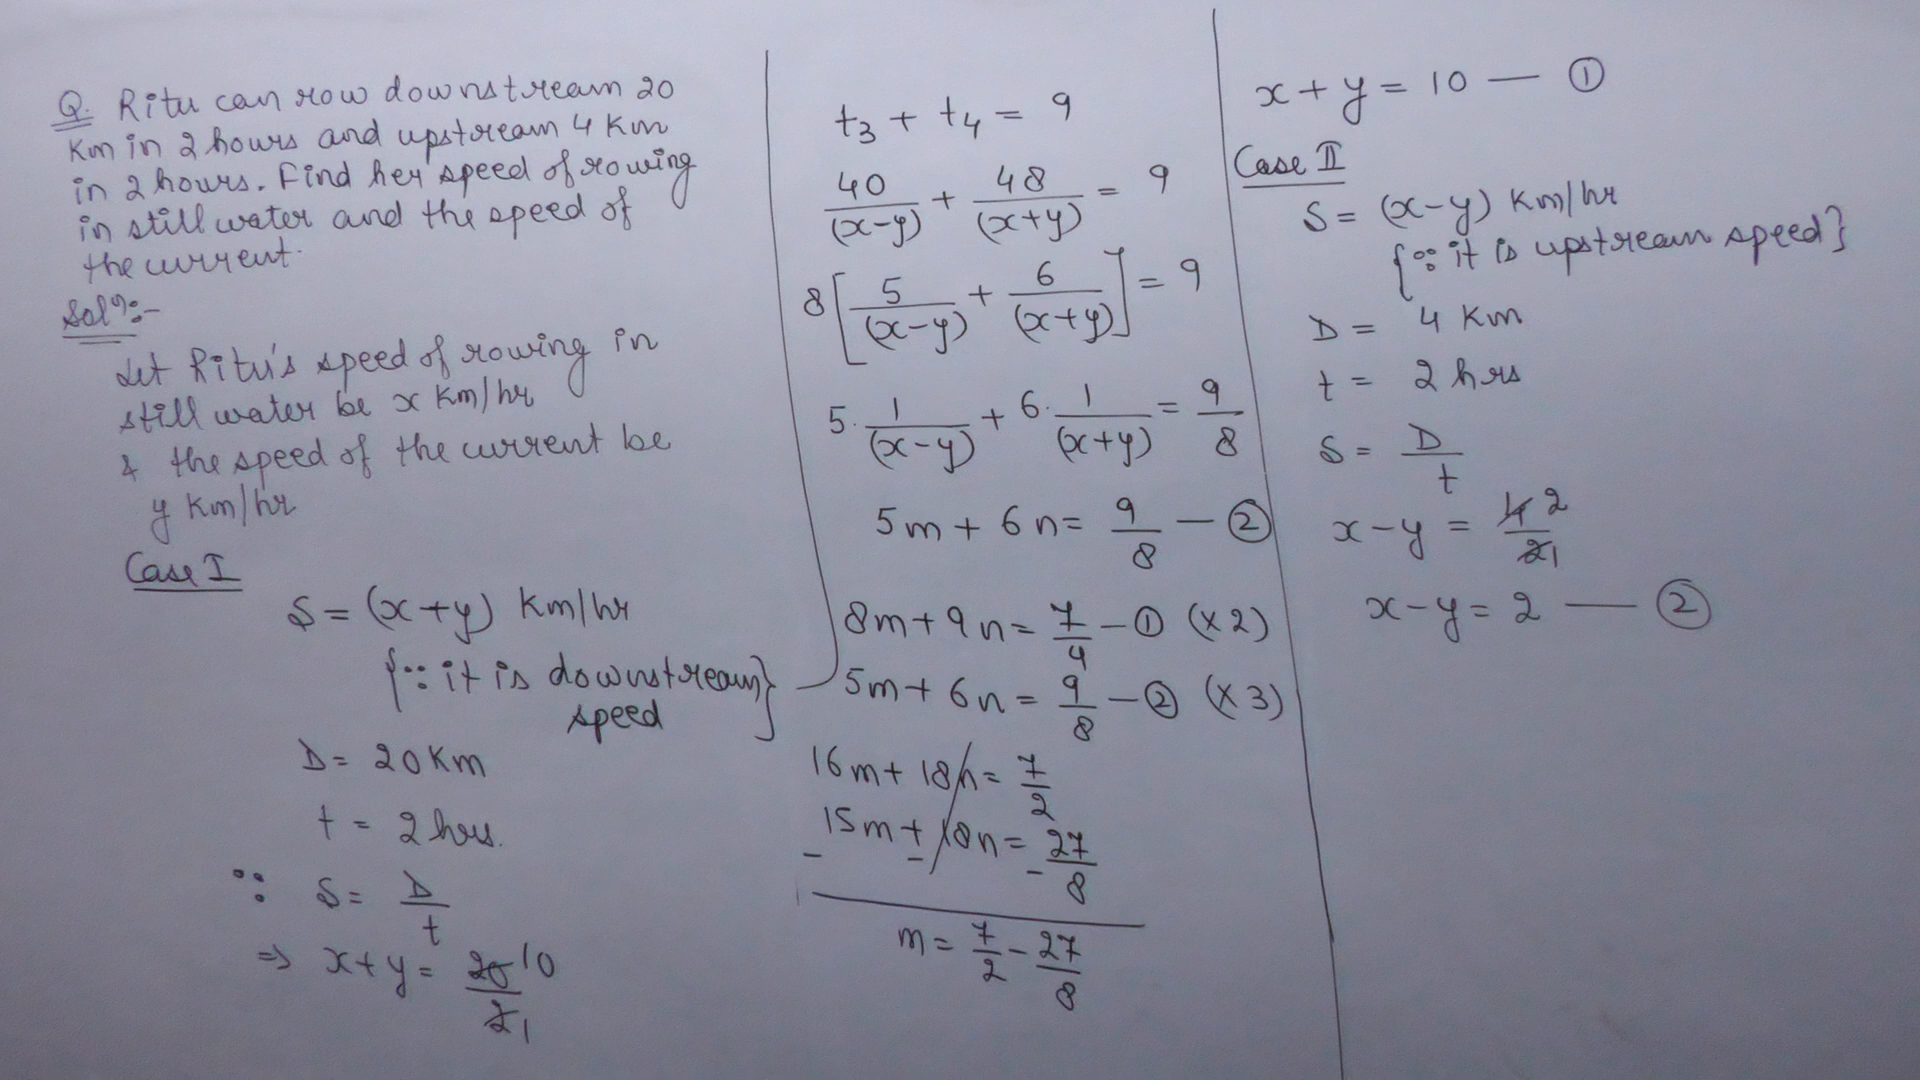 Q. Ritu can row downstream 20
Km in 2 hours and upstream 4 Km
in 2 hours. Find her speed of rowing
in still water and the speed of
the current.
Solⁿ:-
Let Ritu's speed of rowing in
still water be x Km/hr
& the speed of the current be
y Km/hr
Case I
S = (x+y) Km/hr
{∵ it is downstream}
speed
D = 20 Km
t = 2 hrs.
∵ S = D/t
⇒ x+y = 20 10/2 1
t₃ + t₄ = 9
40/(x-y) + 48/(x+y) = 9
8[5/(x-y) + 6/(x+y)] = 9
5. 1/(x-y) + 6. 1/(x+y) = 9/8
5m + 6n = 9/8 — ②
8m + 9n = 7/4 — ① (×2)
5m + 6n = 9/8 — ② (×3)
16m + 18n = 7/2
15m + 18n = 27/8
- - -
m = 7/2 - 27/8
x + y = 10 — ①
Case II
S = (x-y) Km/hr
{∵ it is upstream speed}
D = 4 Km
t = 2 hrs
S = D/t
x-y = 4 2/2 1
x-y = 2 — ②